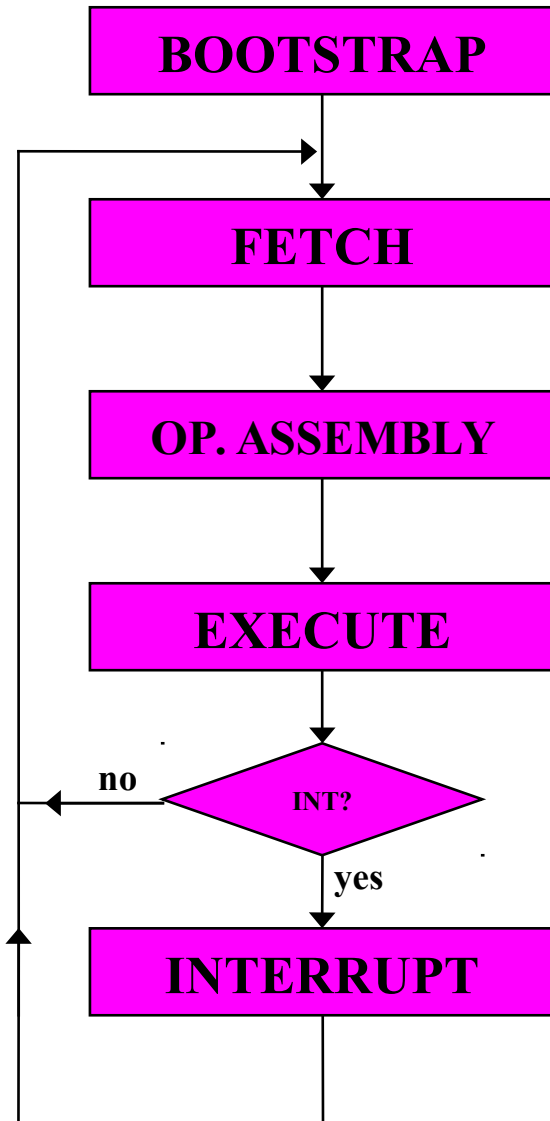 BOOTSTRAP
FETCH
OP. ASSEMBLY
EXECUTE
INT?
no
yes
INTERRUPT